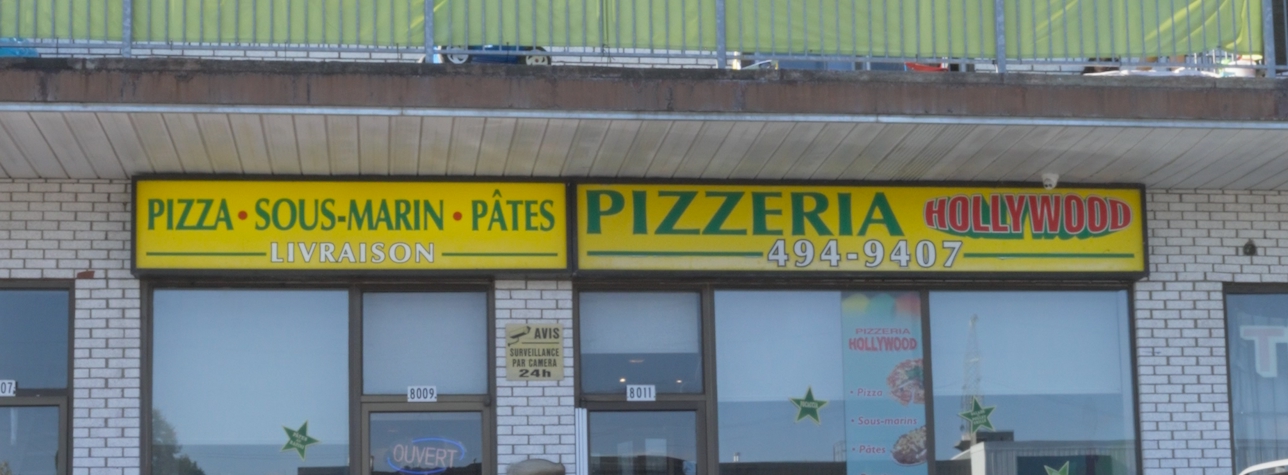 PIZZA • SOUS-MARIN • PÂTES
LIVRAISON
PIZZERIA HOLLYWOOD
494-9407
AVIS
SURVEILLANCE
PAR CAMERA
24h
PIZZERIA
HOLLYWOOD
• Pizza
• Sous-marins
• Pâtes
07
8009
8011
OUVERT